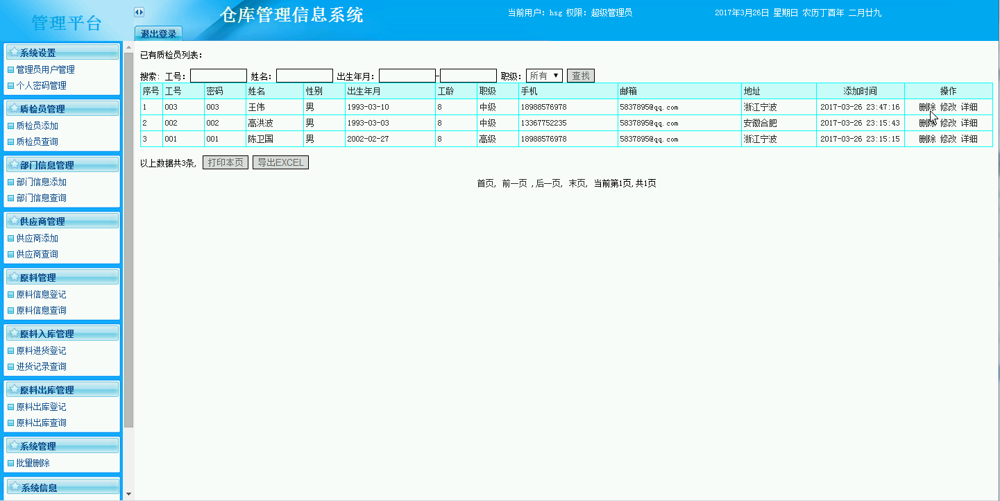 管理平台
仓库管理信息系统
当前用户：hsg 权限：超级管理员
2017年3月26日 星期日 农历丁酉年 二月廿九
退出登录
系统设置
管理员用户管理
个人密码管理
质检员管理
质检员添加
质检员查询
部门信息管理
部门信息添加
部门信息查询
供应商管理
供应商添加
供应商查询
原料管理
原料信息登记
原料信息查询
原料入库管理
原料进货登记
进货记录查询
原料出库管理
原料出库登记
原料出库查询
系统管理
批量删除
系统信息
已有质检员列表：
搜索: 工号： 姓名： 出生年月： - 职级： 所有 查找
序号 工号 密码 姓名 性别 出生年月 工龄 职级 手机 邮箱 地址 添加时间 操作
1 003 003 王伟 男 1993-03-10 8 中级 18988576978 5837895@qq.com 浙江宁波 2017-03-26 23:47:16 删除 修改 详细
2 002 002 高洪波 男 1993-03-03 8 中级 13367752235 5837895@qq.com 安徽合肥 2017-03-26 23:15:43 删除 修改 详细
3 001 001 陈卫国 男 2002-02-27 8 高级 18988576978 5837895@qq.com 浙江宁波 2017-03-26 23:15:15 删除 修改 详细
以上数据共3条, 打印本页 导出EXCEL
首页, 前一页 ,后一页, 末页, 当前第1页,共1页